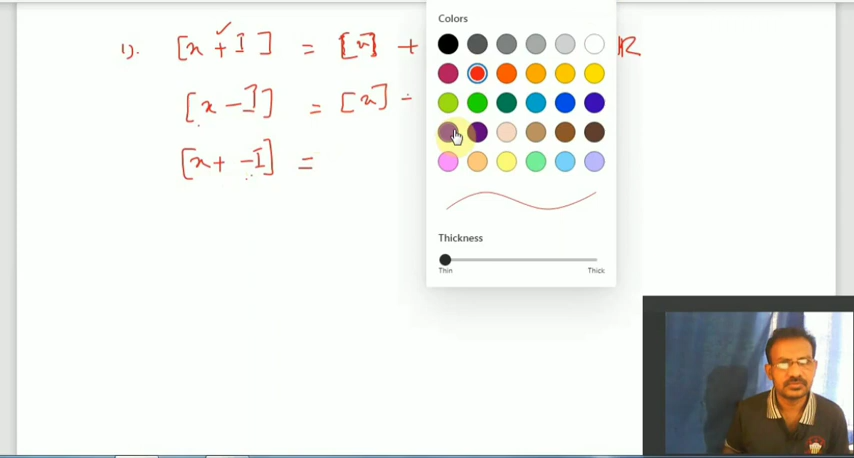 Colors
1). [x + I] = [x] + R
[x - I] = [x] -
[x + -I] =
Thickness
Thin Thick